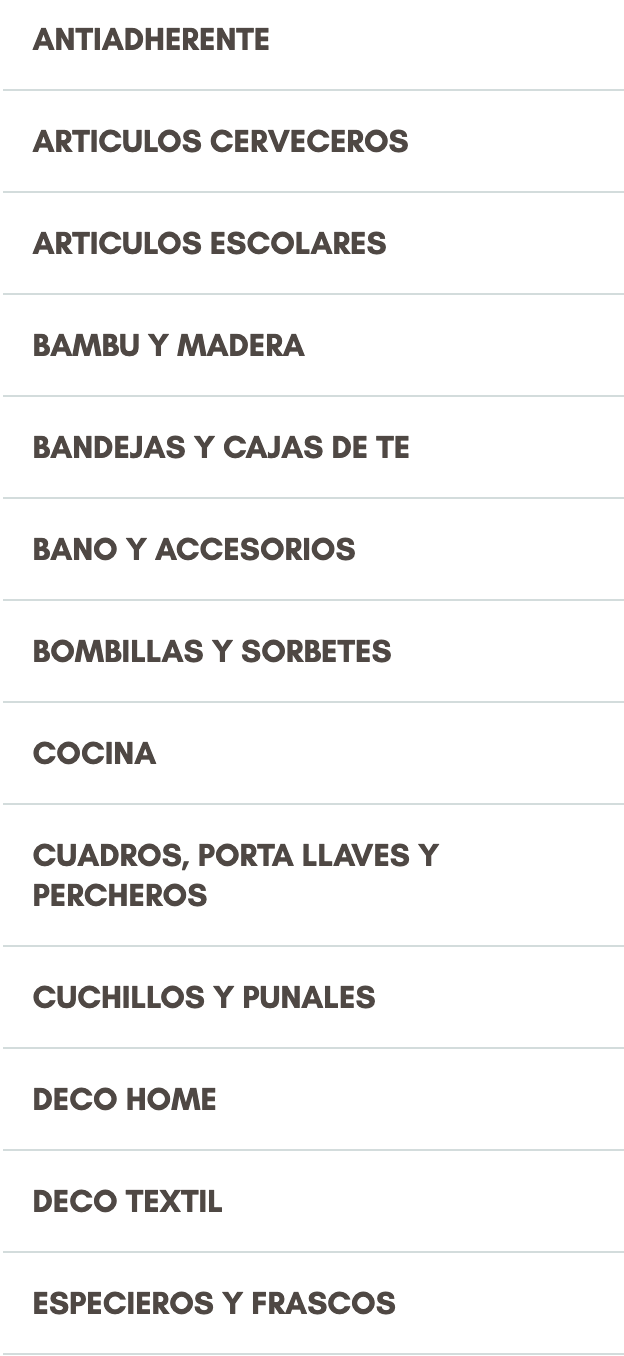 ANTIADHERENTE
ARTICULOS CERVECEROS
ARTICULOS ESCOLARES
BAMBU Y MADERA
BANDEJAS Y CAJAS DE TE
BANO Y ACCESORIOS
BOMBILLAS Y SORBETES
COCINA
CUADROS, PORTA LLAVES Y
PERCHEROS
CUCHILLOS Y PUNALES
DECO HOME
DECO TEXTIL
ESPECIEROS Y FRASCOS